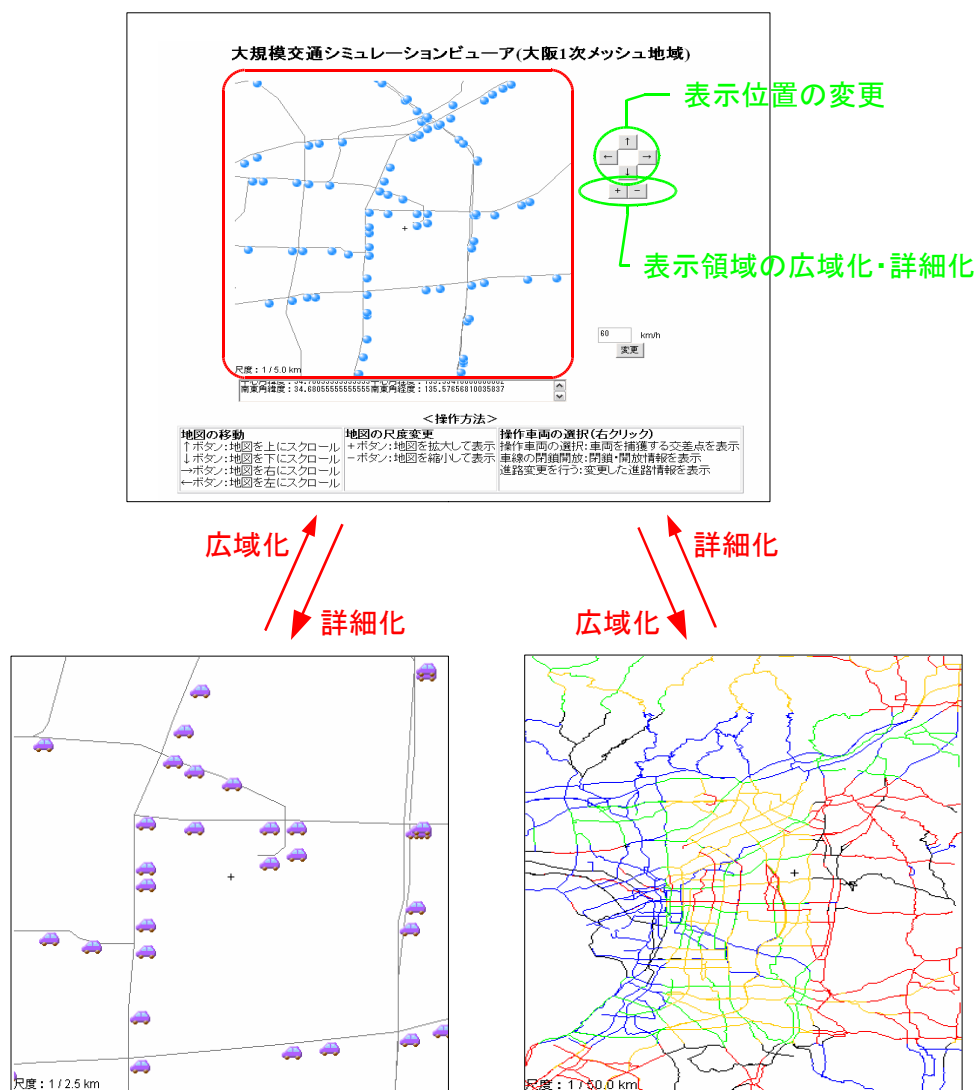 大規模交通シミュレーションビューア(大阪1次メッシュ地域)
表示位置の変更
↑
← →
↓
+ −
表示領域の広域化・詳細化
60 km/h
変更
尺度：1 / 5.0 km
南東角緯度：34.68055555555555南東角経度：135.57656810035837
＜操作方法＞
地図の移動
↑ボタン：地図を上にスクロール
↓ボタン：地図を下にスクロール
→ボタン：地図を右にスクロール
←ボタン：地図を左にスクロール
地図の尺度変更
+ボタン：地図を拡大して表示
−ボタン：地図を縮小して表示
操作車両の選択(右クリック)
操作車両の選択：車両を捕獲する交差点を表示
車線の閉鎖開放：閉鎖・開放情報を表示
進路変更を行う：変更した進路情報を表示
広域化
詳細化
広域化
詳細化
尺度：1 / 2.5 km
尺度：1 / 50.0 km